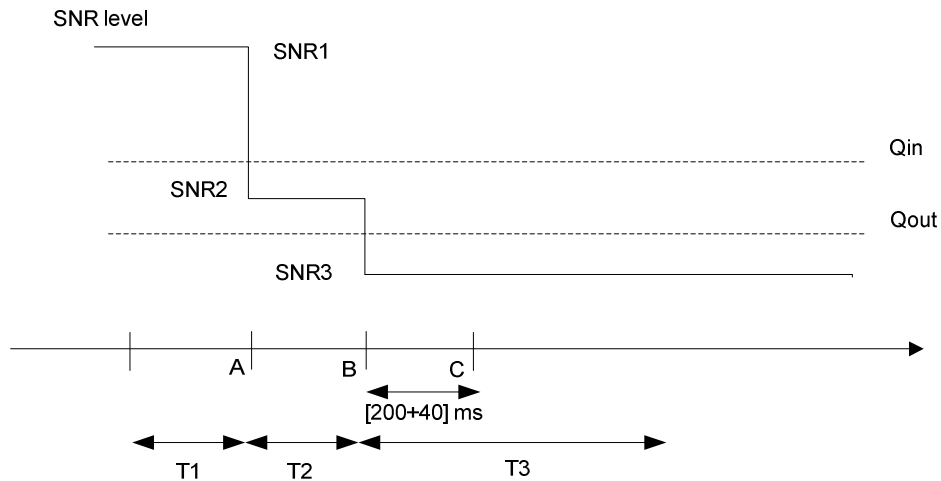 SNR level
SNR1
Qin
SNR2
Qout
SNR3
A
B
C
[200+40] ms
T1
T2
T3